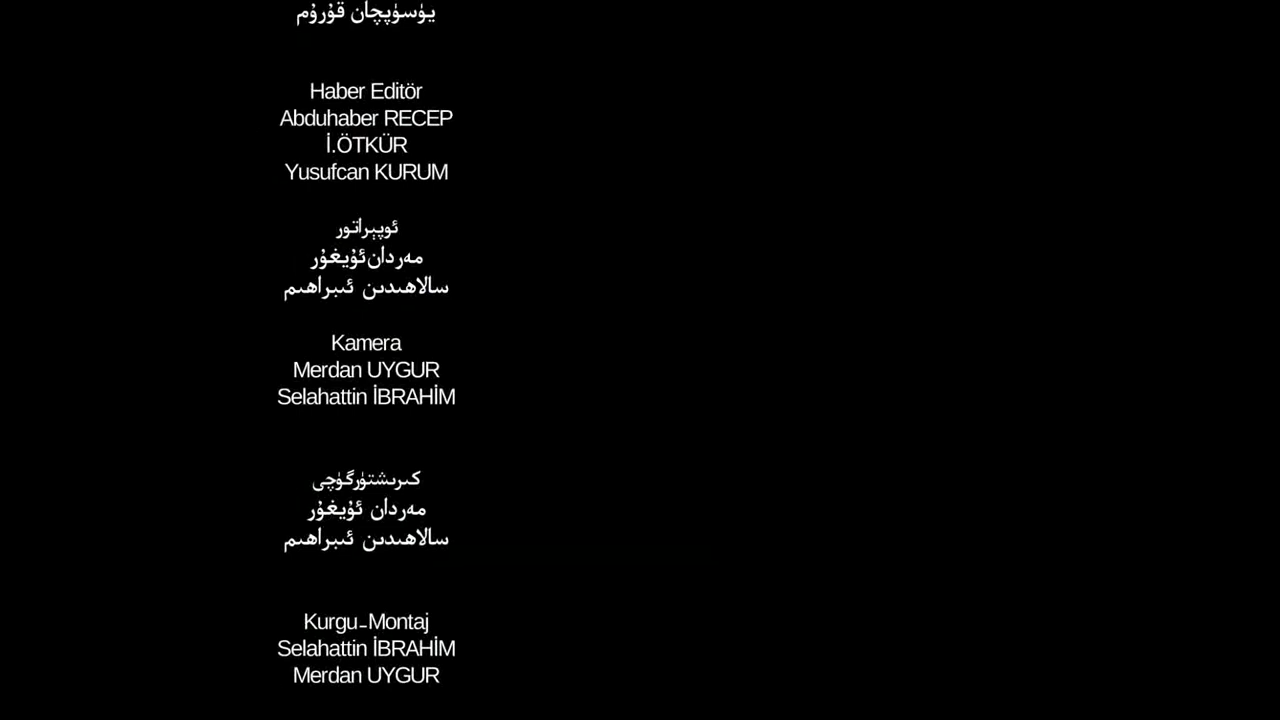 يۈسۈپچان قۇرۇم
Haber Editör
Abduhaber RECEP
İ.ÖTKÜR
Yusufcan KURUM
ئوپېراتور
مەردان ئۇيغۇر
سالاھىدىن ئىبراھىم
Kamera
Merdan UYGUR
Selahattin İBRAHİM
كىرىشتۈرگۈچى
مەردان ئۇيغۇر
سالاھىدىن ئىبراھىم
Kurgu-Montaj
Selahattin İBRAHİM
Merdan UYGUR